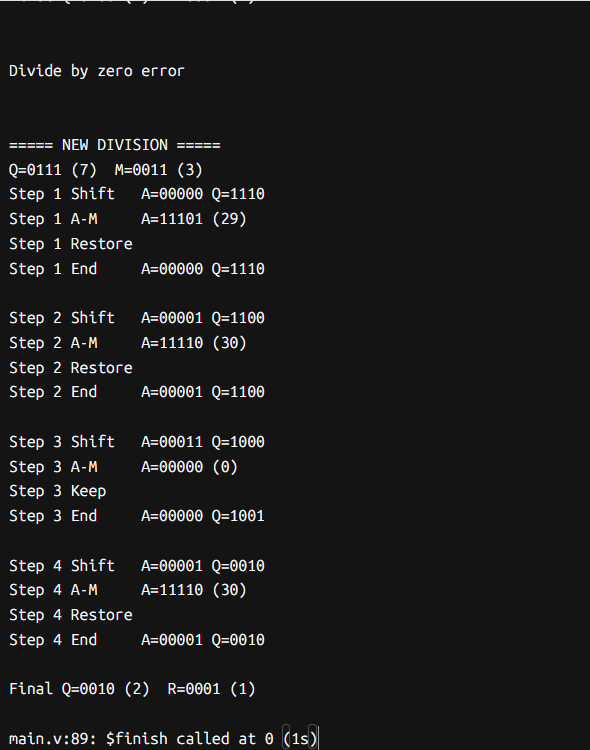 Divide by zero error
===== NEW DIVISION =====
Q=0111 (7)  M=0011 (3)
Step 1 Shift   A=00000 Q=1110
Step 1 A-M     A=11101 (29)
Step 1 Restore
Step 1 End     A=00000 Q=1110
Step 2 Shift   A=00001 Q=1100
Step 2 A-M     A=11110 (30)
Step 2 Restore
Step 2 End     A=00001 Q=1100
Step 3 Shift   A=00011 Q=1000
Step 3 A-M     A=00000 (0)
Step 3 Keep
Step 3 End     A=00000 Q=1001
Step 4 Shift   A=00001 Q=0010
Step 4 A-M     A=11110 (30)
Step 4 Restore
Step 4 End     A=00001 Q=0010
Final Q=0010 (2)  R=0001 (1)
main.v:89: $finish called at 0 (1s)